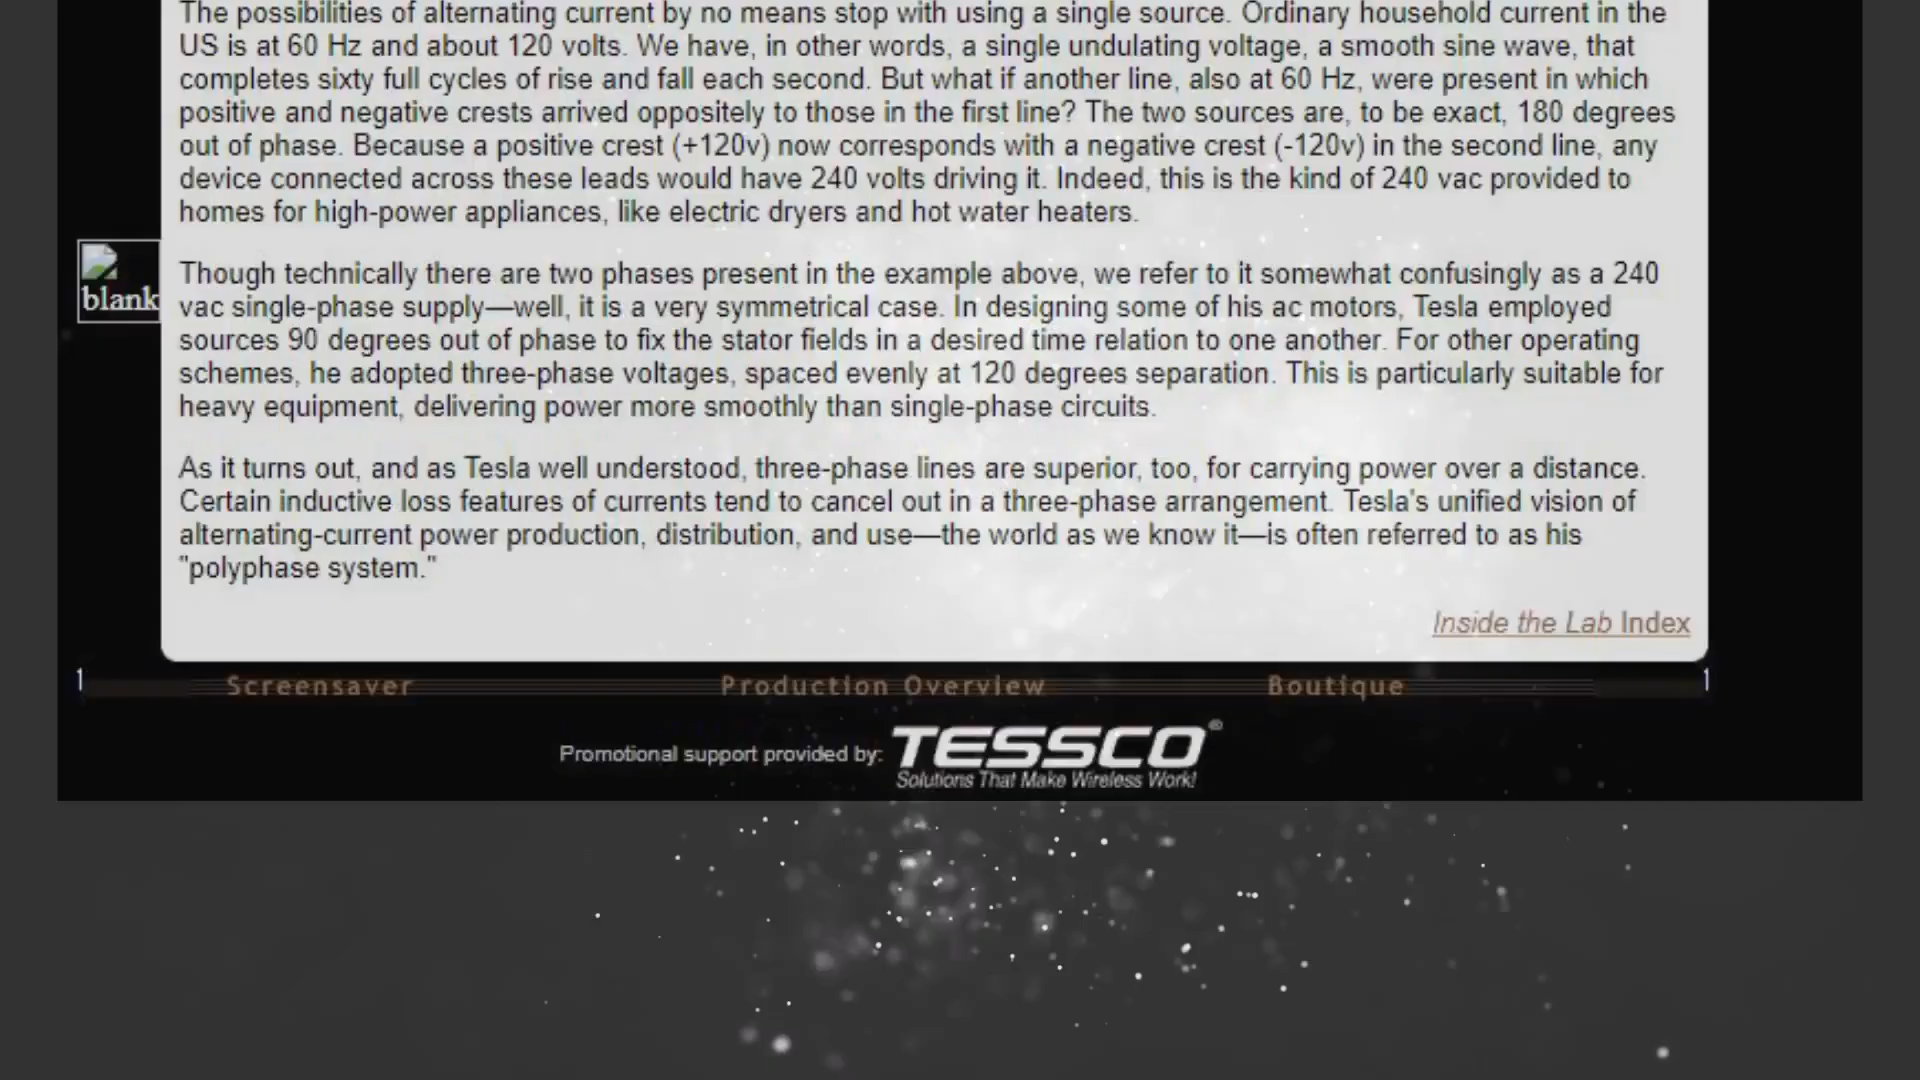 The possibilities of alternating current by no means stop with using a single source. Ordinary household current in the
US is at 60 Hz and about 120 volts. We have, in other words, a single undulating voltage, a smooth sine wave, that
completes sixty full cycles of rise and fall each second. But what if another line, also at 60 Hz, were present in which
positive and negative crests arrived oppositely to those in the first line? The two sources are, to be exact, 180 degrees
out of phase. Because a positive crest (+120v) now corresponds with a negative crest (-120v) in the second line, any
device connected across these leads would have 240 volts driving it. Indeed, this is the kind of 240 vac provided to
homes for high-power appliances, like electric dryers and hot water heaters.
blank
Though technically there are two phases present in the example above, we refer to it somewhat confusingly as a 240
vac single-phase supply—well, it is a very symmetrical case. In designing some of his ac motors, Tesla employed
sources 90 degrees out of phase to fix the stator fields in a desired time relation to one another. For other operating
schemes, he adopted three-phase voltages, spaced evenly at 120 degrees separation. This is particularly suitable for
heavy equipment, delivering power more smoothly than single-phase circuits.
As it turns out, and as Tesla well understood, three-phase lines are superior, too, for carrying power over a distance.
Certain inductive loss features of currents tend to cancel out in a three-phase arrangement. Tesla's unified vision of
alternating-current power production, distribution, and use—the world as we know it—is often referred to as his
"polyphase system."
Inside the Lab Index
1 Screensaver Production Overview Boutique 1
Promotional support provided by: TESSCO®
Solutions That Make Wireless Work!